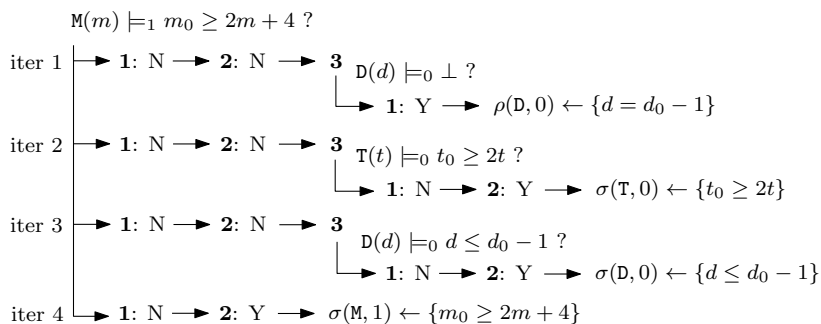 M(m) ⊨₁ m₀ ≥ 2m + 4 ?
iter 1 1: N 2: N 3
D(d) ⊨₀ ⊥ ?
1: Y ρ(D, 0) ← {d = d₀ − 1}
iter 2 1: N 2: N 3
T(t) ⊨₀ t₀ ≥ 2t ?
1: N 2: Y σ(T, 0) ← {t₀ ≥ 2t}
iter 3 1: N 2: N 3
D(d) ⊨₀ d ≤ d₀ − 1 ?
1: N 2: Y σ(D, 0) ← {d ≤ d₀ − 1}
iter 4 1: N 2: Y σ(M, 1) ← {m₀ ≥ 2m + 4}